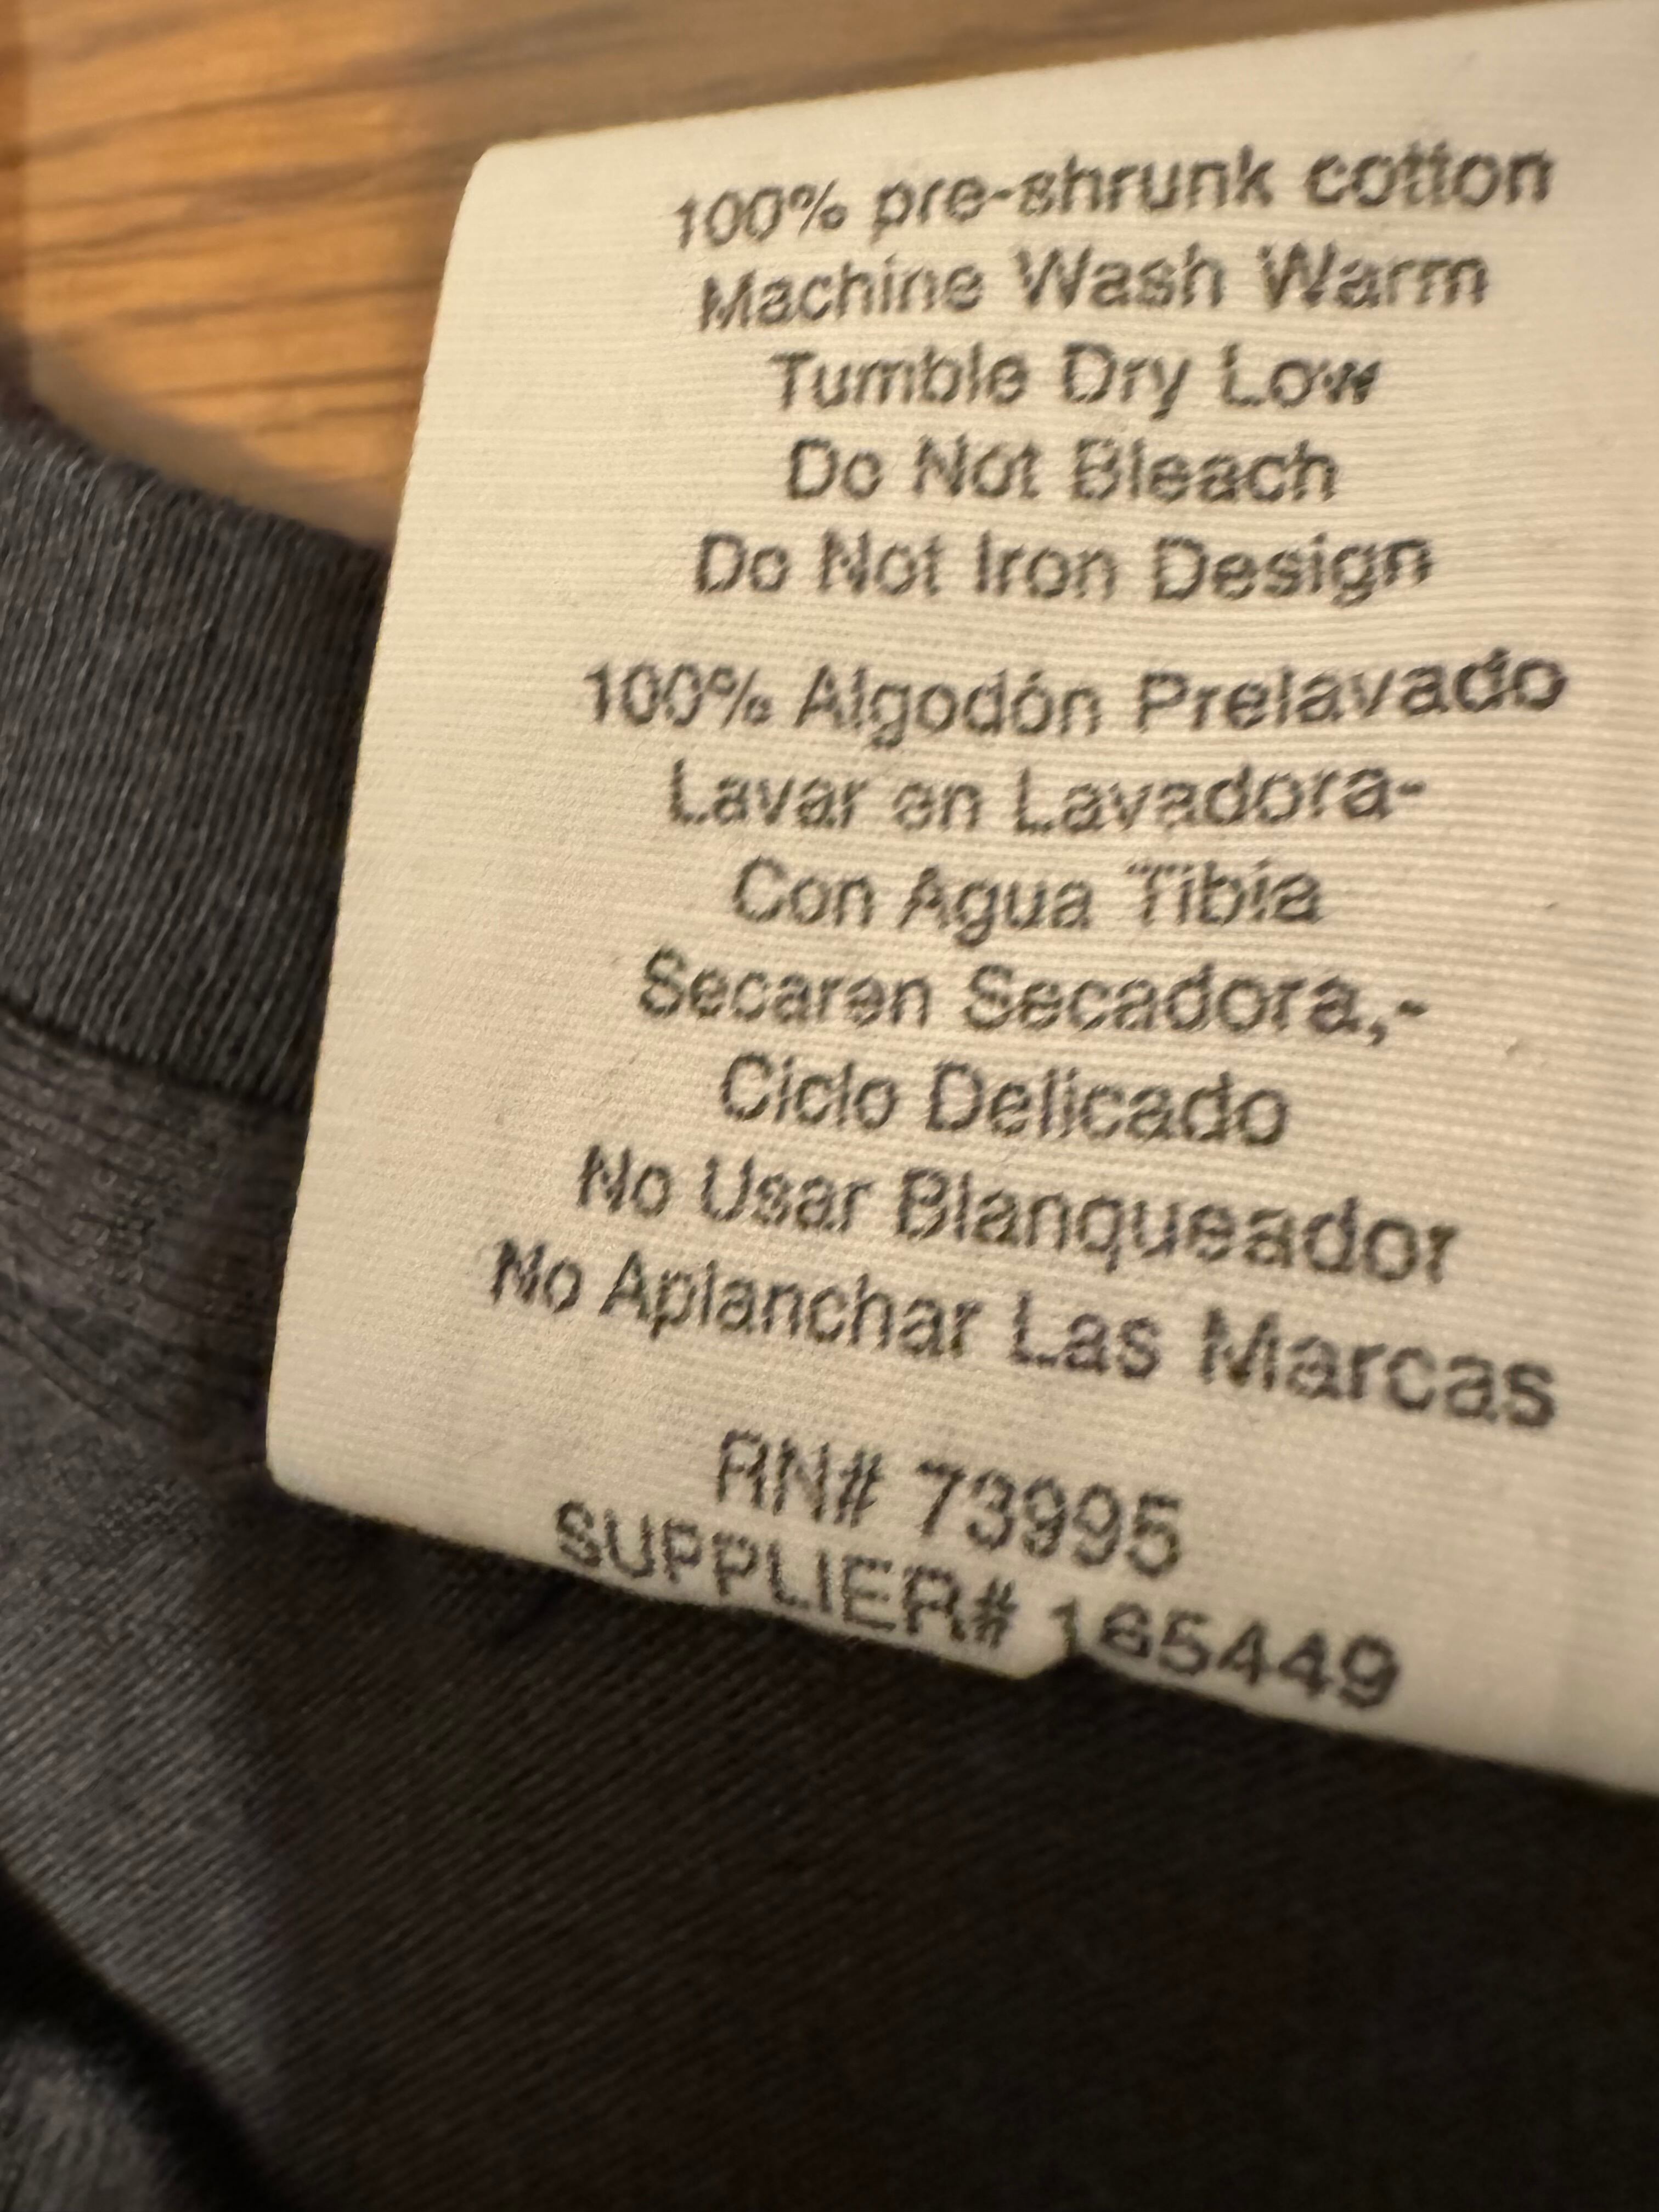 100% pre-shrunk cotton
Machine Wash Warm
Tumble Dry Low
Do Not Bleach
Do Not Iron Design
100% Algodón Prelavado
Lavar en Lavadora-
Con Agua Tibia
Secaren Secadora,-
Ciclo Delicado
No Usar Blanqueador
No Aplanchar Las Marcas
RN# 73995
SUPPLIER# 165449